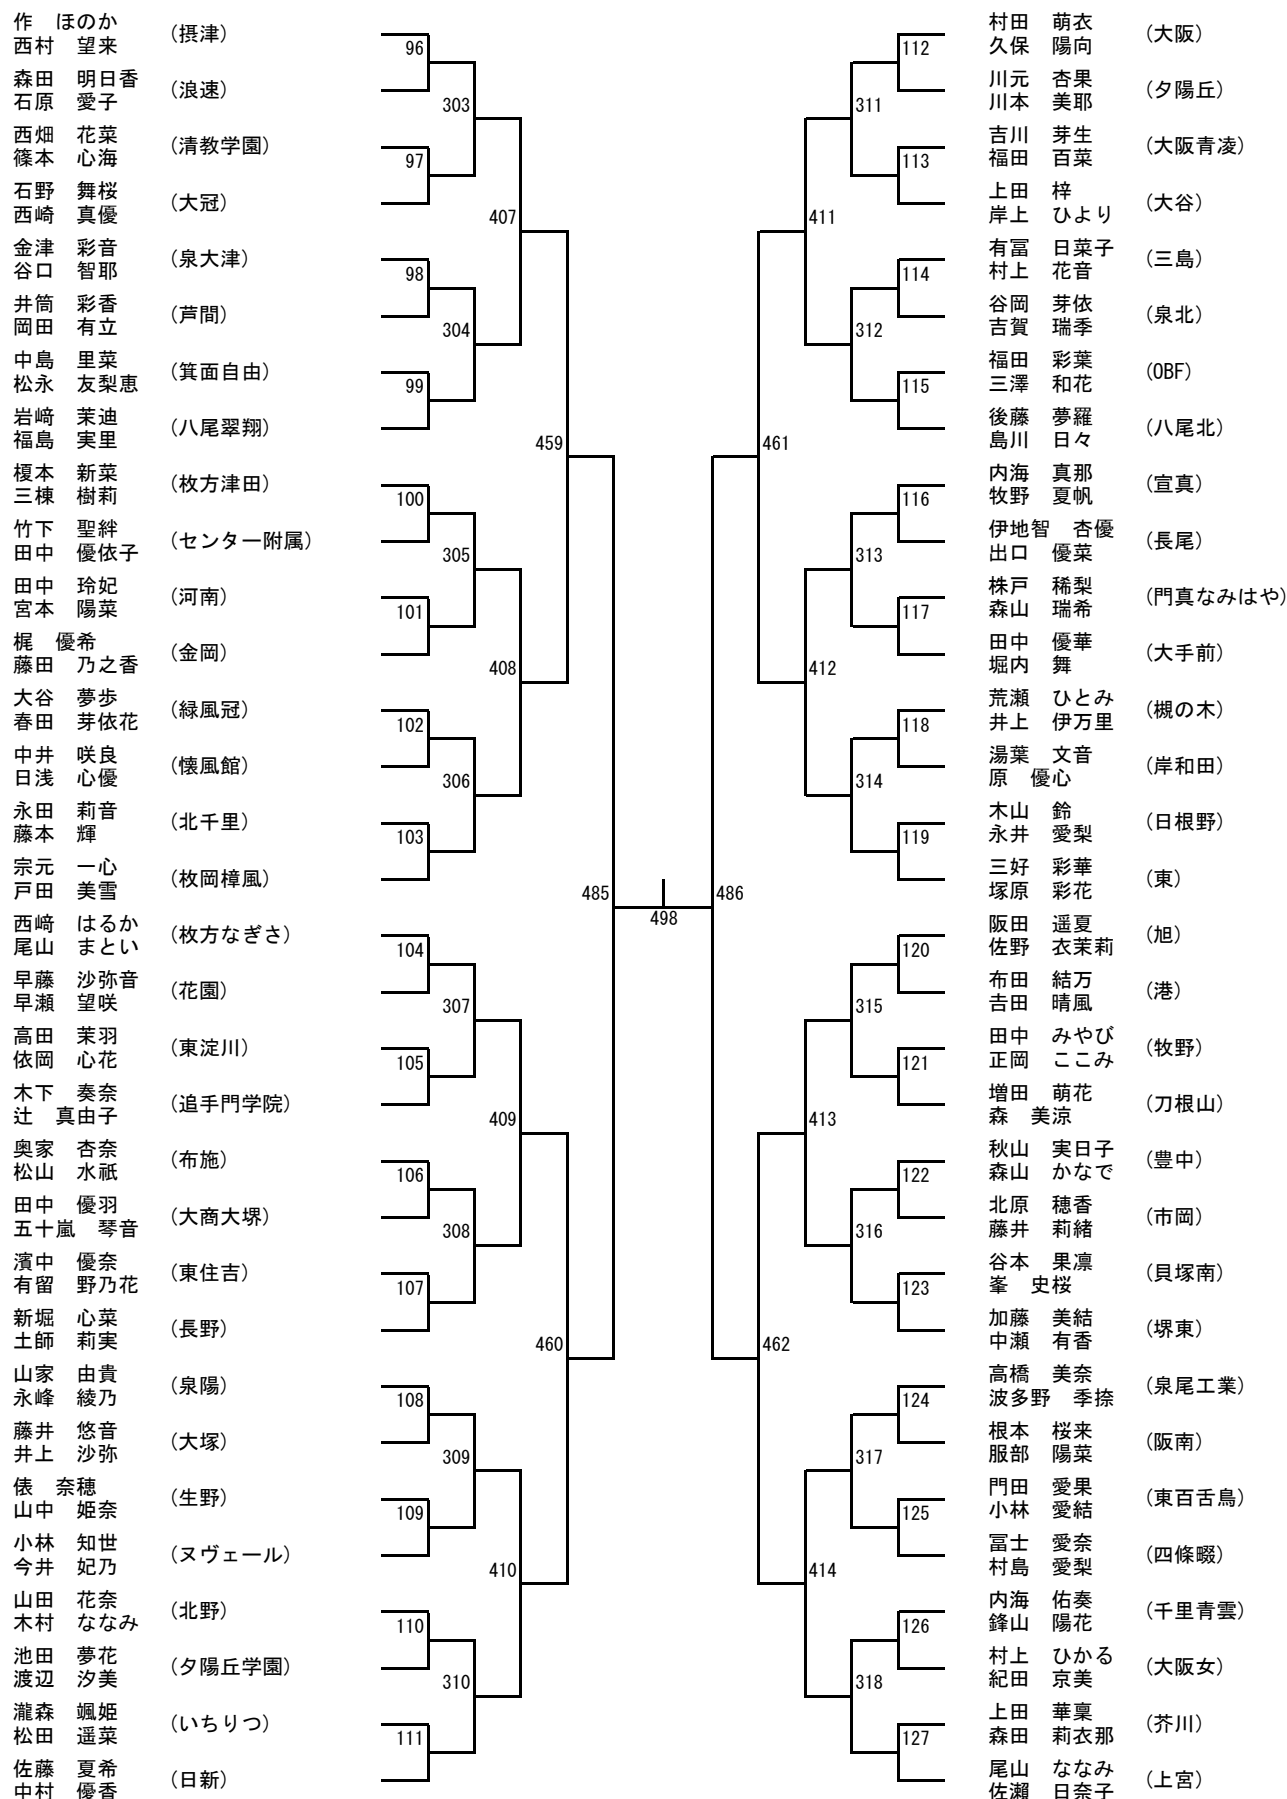 作　ほのか
西村　望来
(摂津)
森田　明日香
石原　愛子
(浪速)
西畑　花菜
篠本　心海
(清教学園)
石野　舞桜
西崎　真優
(大冠)
金津　彩音
谷口　智耶
(泉大津)
井筒　彩香
岡田　有立
(芦間)
中島　里菜
松永　友梨恵
(箕面自由)
岩﨑　茉迪
福島　実里
(八尾翠翔)
榎本　新菜
三棟　樹莉
(枚方津田)
竹下　聖絆
田中　優依子
(センター附属)
田中　玲妃
宮本　陽菜
(河南)
梶　優希
藤田　乃之香
(金岡)
大谷　夢歩
春田　芽依花
(緑風冠)
中井　咲良
日浅　心優
(懐風館)
永田　莉音
藤本　輝
(北千里)
宗元　一心
戸田　美雪
(枚岡樟風)
西﨑　はるか
尾山　まとい
(枚方なぎさ)
早藤　沙弥音
早瀬　望咲
(花園)
高田　茉羽
依岡　心花
(東淀川)
木下　奏奈
辻　真由子
(追手門学院)
奥家　杏奈
松山　水祇
(布施)
田中　優羽
五十嵐　琴音
(大商大堺)
濱中　優奈
有留　野乃花
(東住吉)
新堀　心菜
土師　莉実
(長野)
山家　由貴
永峰　綾乃
(泉陽)
藤井　悠音
井上　沙弥
(大塚)
俵　奈穂
山中　姫奈
(生野)
小林　知世
今井　妃乃
(ヌヴェール)
山田　花奈
木村　ななみ
(北野)
池田　夢花
渡辺　汐美
(夕陽丘学園)
瀧森　颯姫
松田　遥菜
(いちりつ)
佐藤　夏希
中村　優香
(日新)
96
97
98
99
100
101
102
103
104
105
106
107
108
109
110
111
303
304
305
306
307
308
309
310
407
408
409
410
459
460
485
498
486
461
462
411
412
413
414
311
312
313
314
315
316
317
318
112
113
114
115
116
117
118
119
120
121
122
123
124
125
126
127
村田　萌衣
久保　陽向
(大阪)
川元　杏果
川本　美耶
(夕陽丘)
吉川　芽生
福田　百菜
(大阪青凌)
上田　梓
岸上　ひより
(大谷)
有冨　日菜子
村上　花音
(三島)
谷岡　芽依
吉賀　瑞季
(泉北)
福田　彩葉
三澤　和花
(OBF)
後藤　夢羅
島川　日々
(八尾北)
内海　真那
牧野　夏帆
(宣真)
伊地智　杏優
出口　優菜
(長尾)
株戸　稀梨
森山　瑞希
(門真なみはや)
田中　優華
堀内　舞
(大手前)
荒瀬　ひとみ
井上　伊万里
(槻の木)
湯葉　文音
原　優心
(岸和田)
木山　鈴
永井　愛梨
(日根野)
三好　彩華
塚原　彩花
(東)
阪田　遥夏
佐野　衣茉莉
(旭)
布田　結万
𠮷田　晴風
(港)
田中　みやび
正岡　ここみ
(牧野)
増田　萌花
森　美涼
(刀根山)
秋山　実日子
森山　かなで
(豊中)
北原　穂香
藤井　莉緒
(市岡)
谷本　果凛
峯　史桜
(貝塚南)
加藤　美結
中瀬　有香
(堺東)
高橋　美奈
波多野　季捺
(泉尾工業)
根本　桜来
服部　陽菜
(阪南)
門田　愛果
小林　愛結
(東百舌鳥)
冨士　愛奈
村島　愛梨
(四條畷)
内海　佑奏
鋒山　陽花
(千里青雲)
村上　ひかる
紀田　京美
(大阪女)
上田　華稟
森田　莉衣那
(芥川)
尾山　ななみ
佐瀨　日奈子
(上宮)